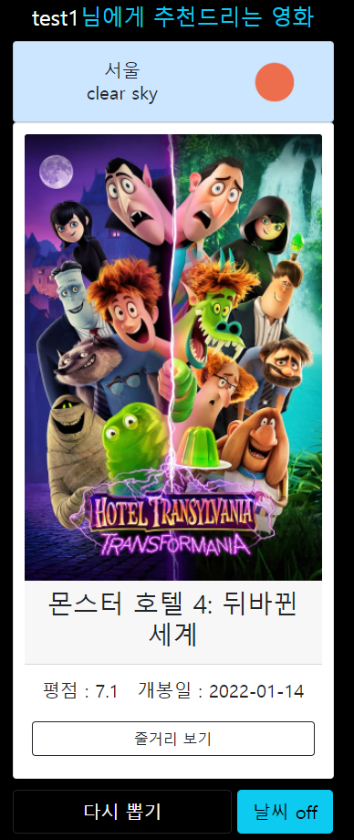 test1님에게 추천드리는 영화
서울
clear sky
HOTEL TRANSYLVANIA
TRANSFORMANIA
몬스터 호텔 4: 뒤바뀐
세계
평점 : 7.1 개봉일 : 2022-01-14
줄거리 보기
다시 뽑기
날씨 off